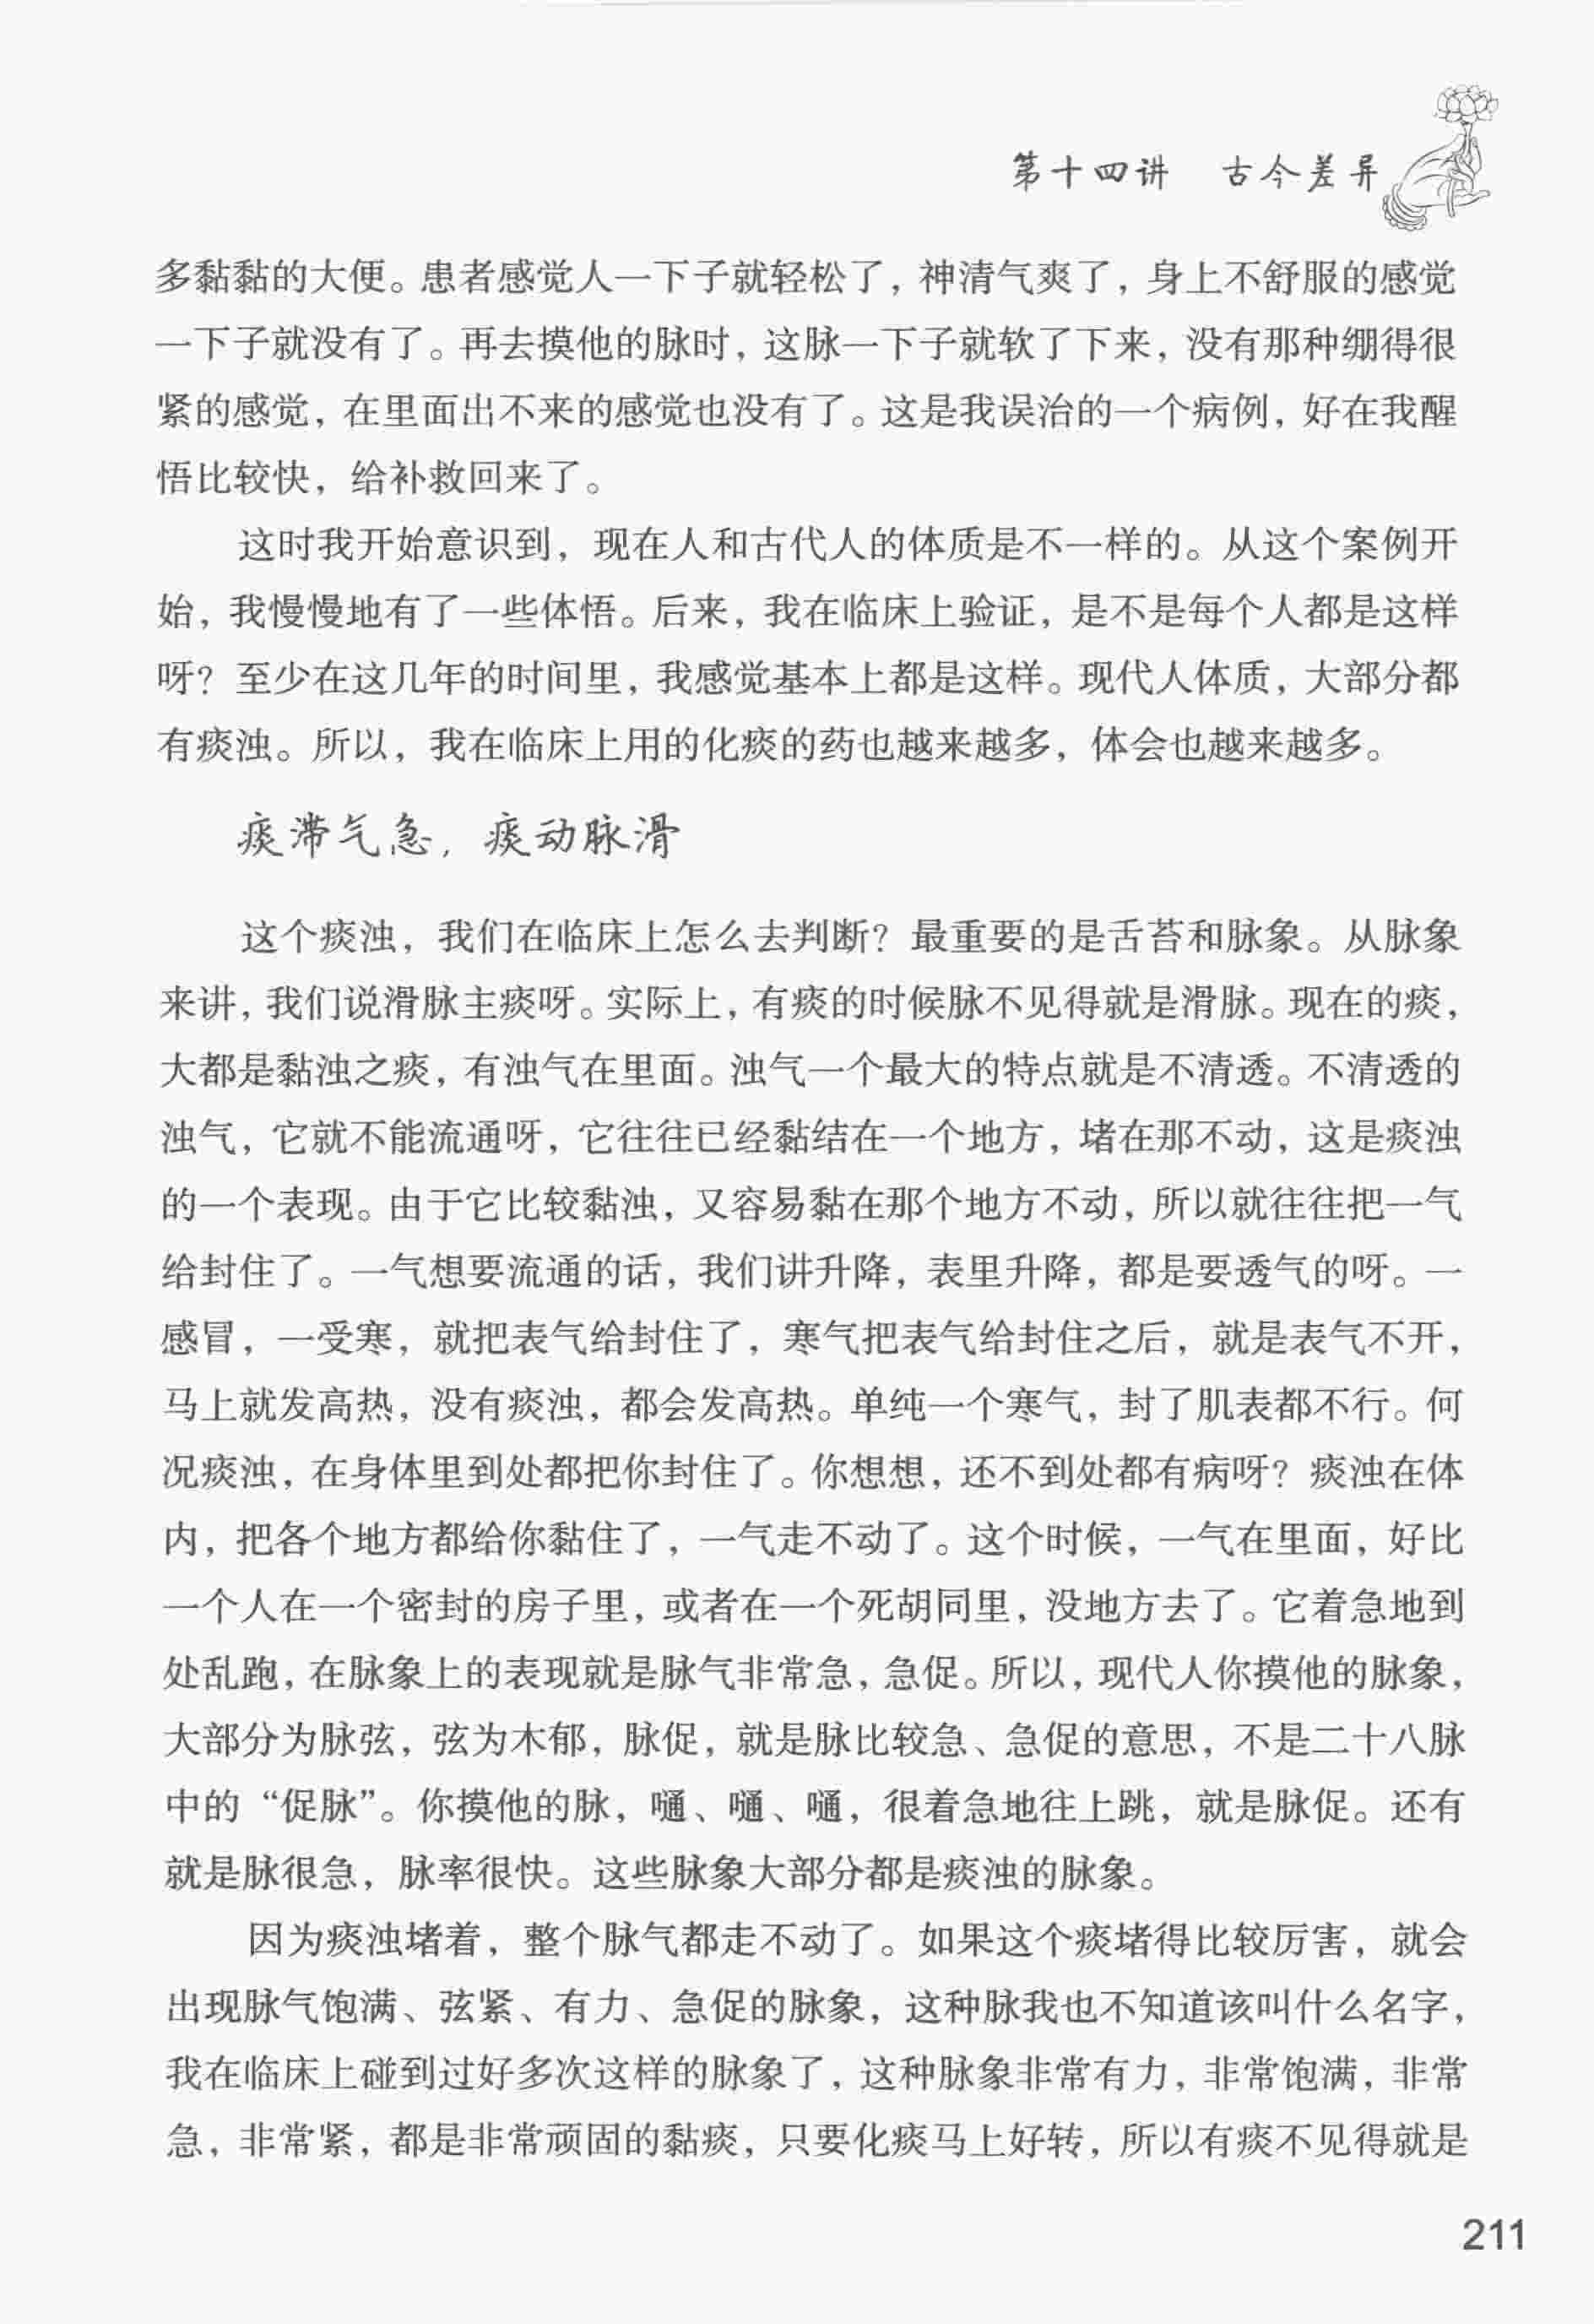 第十四讲　古今差异
多黏黏的大便。患者感觉人一下子就轻松了，神清气爽了，身上不舒服的感觉
一下子就没有了。再去摸他的脉时，这脉一下子就软了下来，没有那种绷得很
紧的感觉，在里面出不来的感觉也没有了。这是我误治的一个病例，好在我醒
悟比较快，给补救回来了。
这时我开始意识到，现在人和古代人的体质是不一样的。从这个案例开
始，我慢慢地有了一些体悟。后来，我在临床上验证，是不是每个人都是这样
呀？至少在这几年的时间里，我感觉基本上都是这样。现代人体质，大部分都
有痰浊。所以，我在临床上用的化痰的药也越来越多，体会也越来越多。
痰滞气急，痰动脉滑
这个痰浊，我们在临床上怎么去判断？最重要的是舌苔和脉象。从脉象
来讲，我们说滑脉主痰呀。实际上，有痰的时候脉不见得就是滑脉。现在的痰，
大都是黏浊之痰，有浊气在里面。浊气一个最大的特点就是不清透。不清透的
浊气，它就不能流通呀，它往往已经黏结在一个地方，堵在那不动，这是痰浊
的一个表现。由于它比较黏浊，又容易黏在那个地方不动，所以就往往把一气
给封住了。一气想要流通的话，我们讲升降，表里升降，都是要透气的呀。一
感冒，一受寒，就把表气给封住了，寒气把表气给封住之后，就是表气不开，
马上就发高热，没有痰浊，都会发高热。单纯一个寒气，封了肌表都不行。何
况痰浊，在身体里到处都把你封住了。你想想，还不到处都有病呀？痰浊在体
内，把各个地方都给你黏住了，一气走不动了。这个时候，一气在里面，好比
一个人在一个密封的房子里，或者在一个死胡同里，没地方去了。它着急地到
处乱跑，在脉象上的表现就是脉气非常急，急促。所以，现代人你摸他的脉象，
大部分为脉弦，弦为木郁，脉促，就是脉比较急、急促的意思，不是二十八脉
中的“促脉”。你摸他的脉，嗵、嗵、嗵，很着急地往上跳，就是脉促。还有
就是脉很急，脉率很快。这些脉象大部分都是痰浊的脉象。
因为痰浊堵着，整个脉气都走不动了。如果这个痰堵得比较厉害，就会
出现脉气饱满、弦紧、有力、急促的脉象，这种脉我也不知道该叫什么名字，
我在临床上碰到过好多次这样的脉象了，这种脉象非常有力，非常饱满，非常
急，非常紧，都是非常顽固的黏痰，只要化痰马上好转，所以有痰不见得就是
211